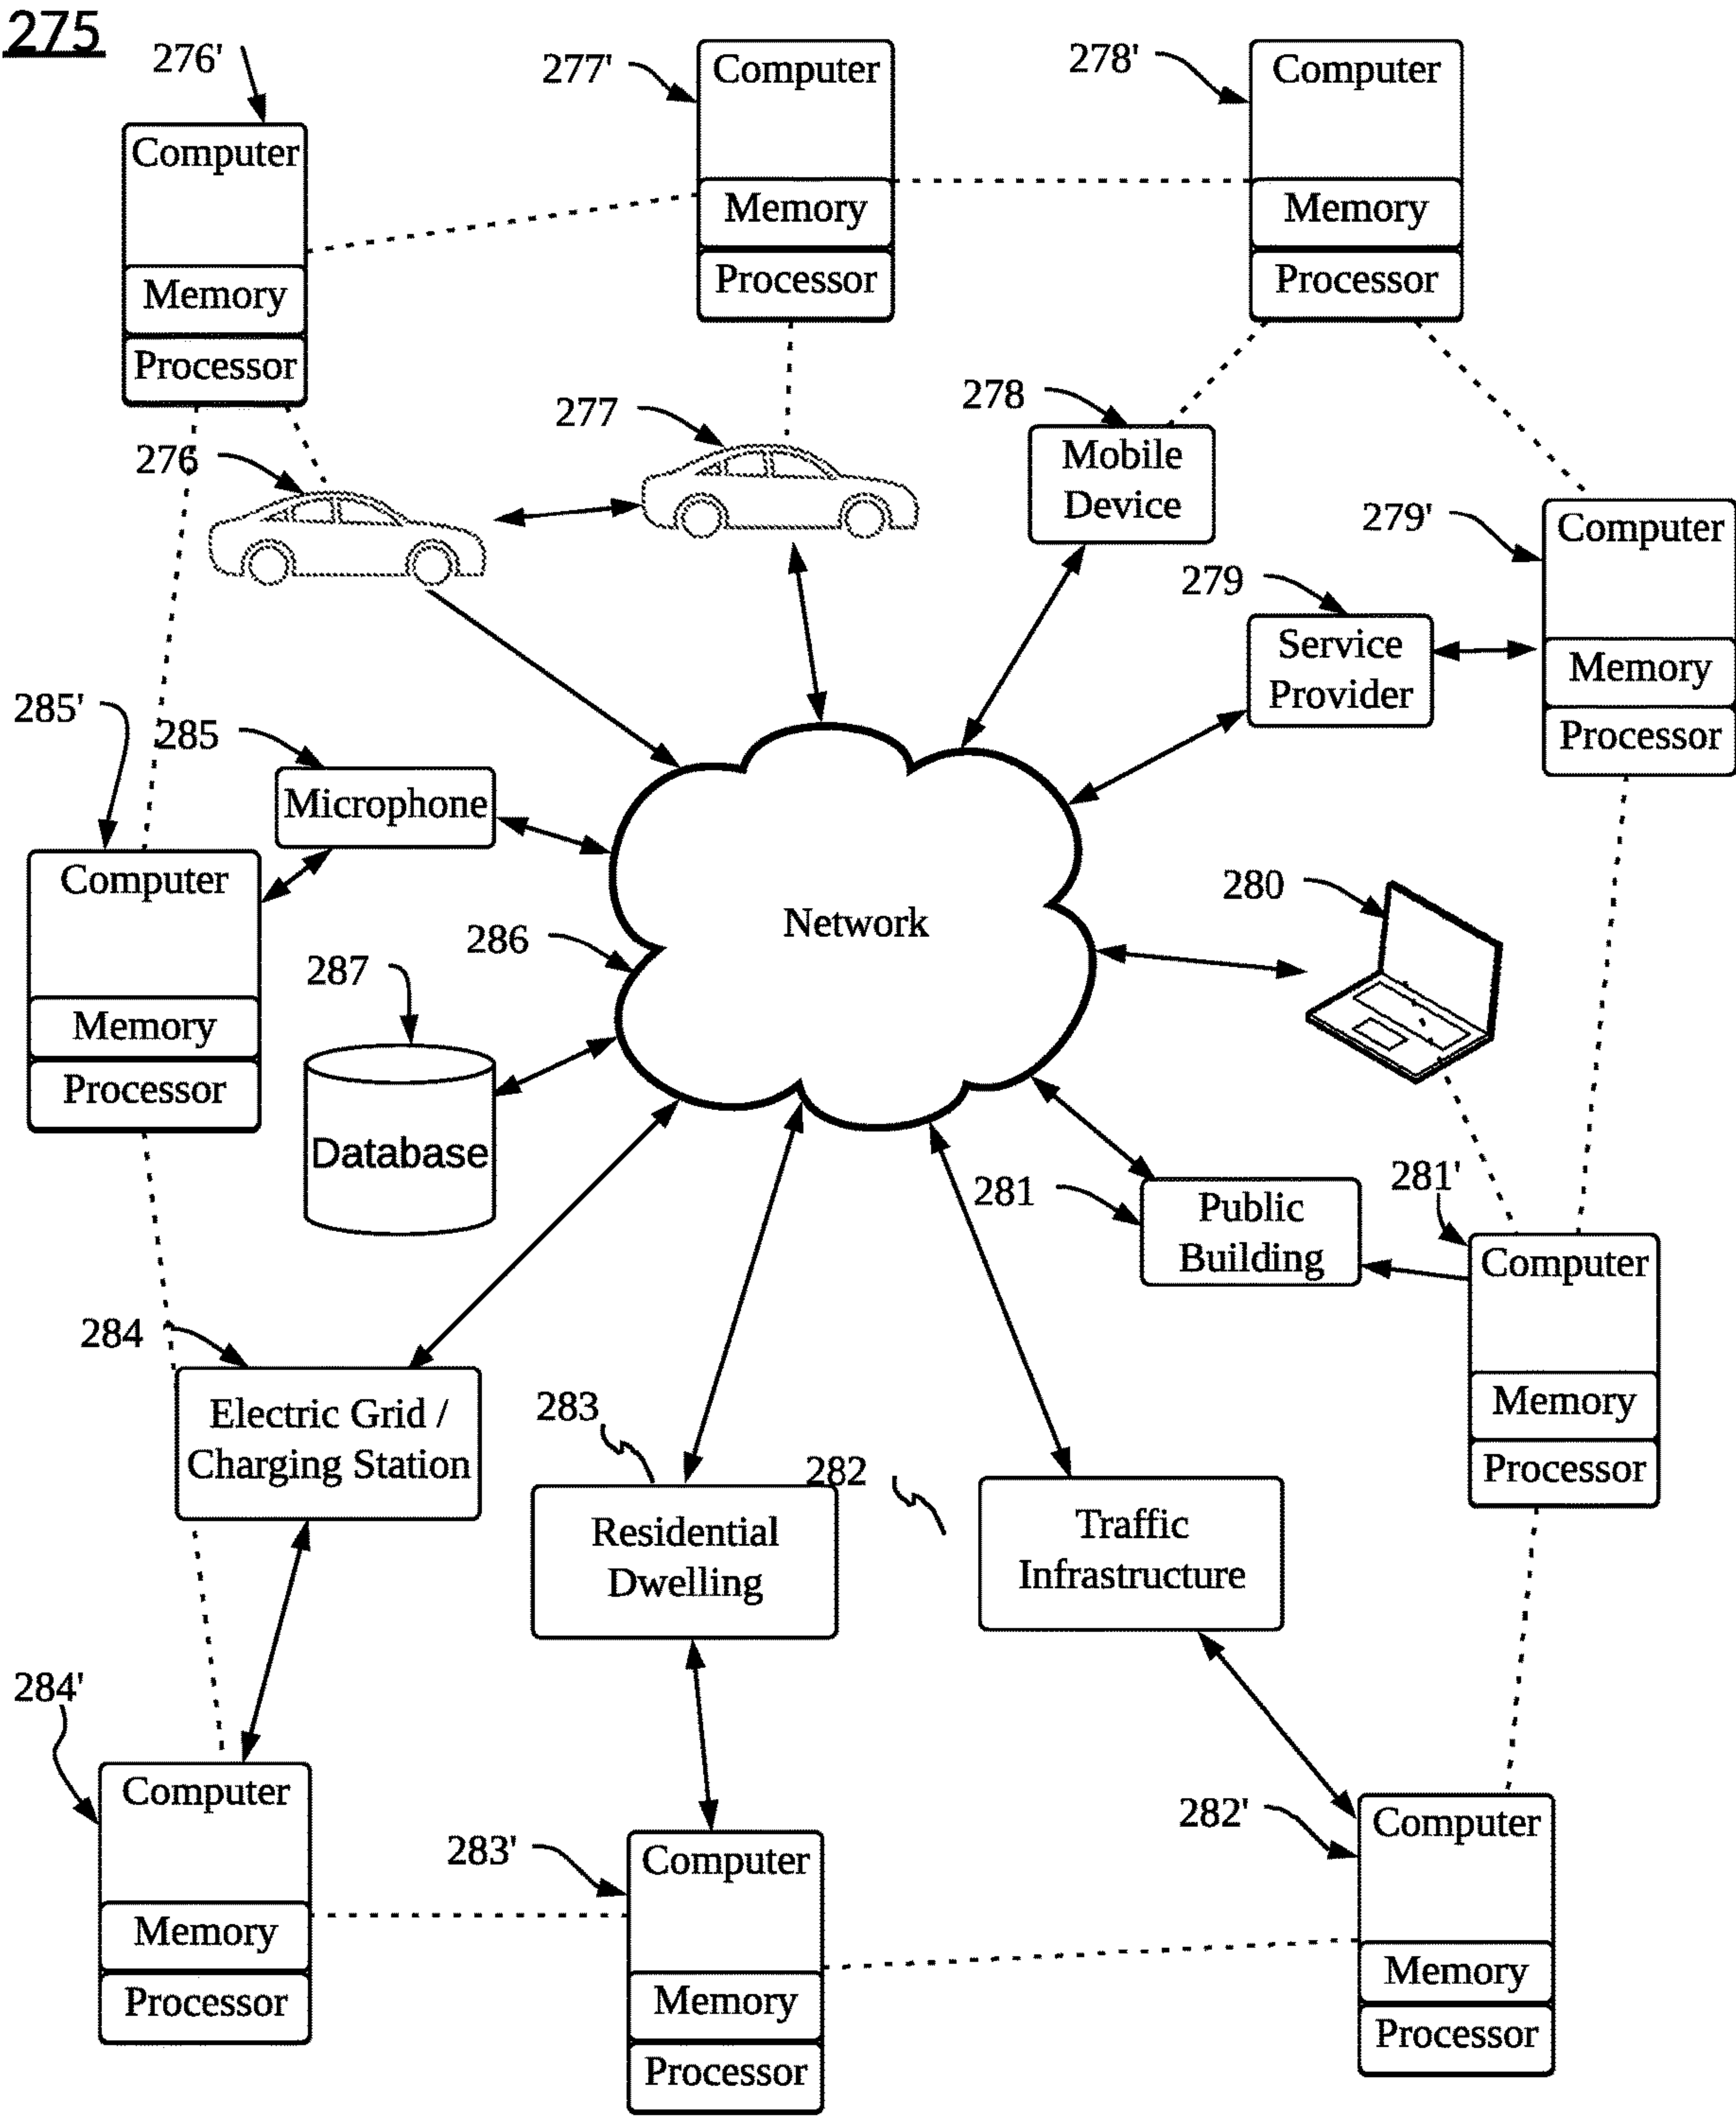 275
276'
277'
278'
Computer
Memory
Processor
Computer
Memory
Processor
Computer
Memory
Processor
276
277
278
Mobile
Device
279'
279
Service
Provider
Computer
Memory
Processor
285'
285
Microphone
Computer
Memory
Processor
286
287
Database
Network
280
281
Public
Building
281'
Computer
Memory
Processor
284
Electric Grid /
Charging Station
283
Residential
Dwelling
282
Traffic
Infrastructure
284'
Computer
Memory
Processor
283'
Computer
Memory
Processor
282'
Computer
Memory
Processor